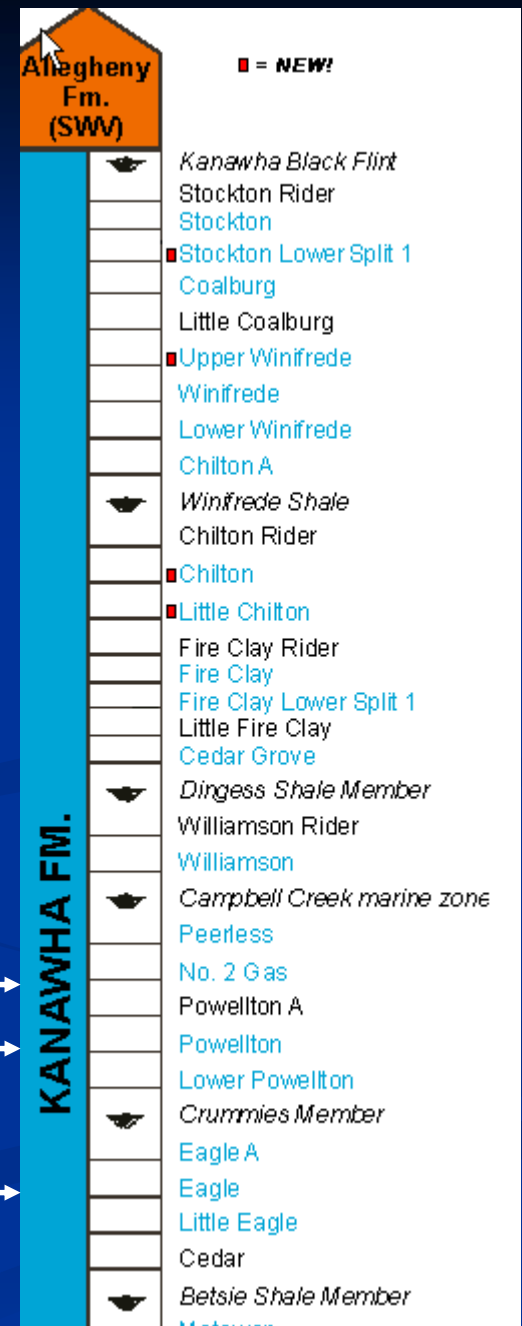 Allegheny
Fm.
(SWV)
= NEW!
Kanawha Black Flint
Stockton Rider
Stockton
Stockton Lower Split 1
Coalburg
Little Coalburg
Upper Winifrede
Winifrede
Lower Winifrede
Chilton A
Winifrede Shale
Chilton Rider
Chilton
Little Chilton
Fire Clay Rider
Fire Clay
Fire Clay Lower Split 1
Little Fire Clay
Cedar Grove
Dingess Shale Member
Williamson Rider
Williamson
Campbell Creek marine zone
Peerless
No. 2 Gas
Powellton A
Powellton
Lower Powellton
Crummies Member
Eagle A
Eagle
Little Eagle
Cedar
Betsie Shale Member
KANAWHA FM.